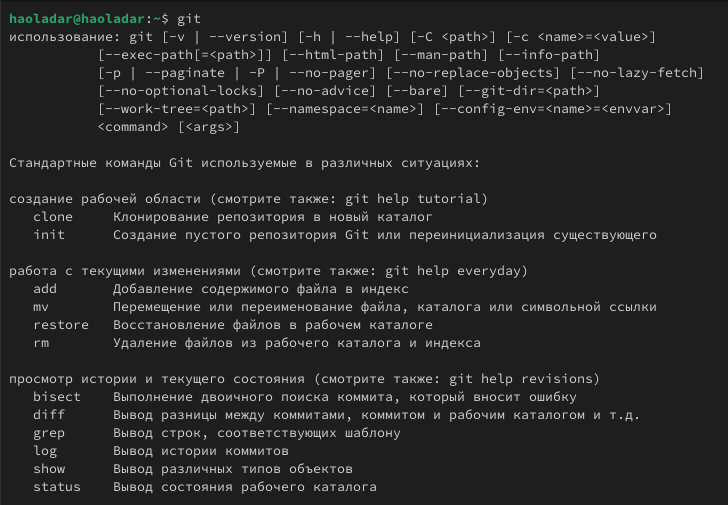 haoladar@haoladar:~$ git
использование: git [-v | --version] [-h | --help] [-C <path>] [-c <name>=<value>]
[--exec-path[=<path>]] [--html-path] [--man-path] [--info-path]
[-p | --paginate | -P | --no-pager] [--no-replace-objects] [--no-lazy-fetch]
[--no-optional-locks] [--no-advice] [--bare] [--git-dir=<path>]
[--work-tree=<path>] [--namespace=<name>] [--config-env=<name>=<envvar>]
<command> [<args>]
Стандартные команды Git используемые в различных ситуациях:
создание рабочей области (смотрите также: git help tutorial)
clone Клонирование репозитория в новый каталог
init Создание пустого репозитория Git или переинициализация существующего
работа с текущими изменениями (смотрите также: git help everyday)
add Добавление содержимого файла в индекс
mv Перемещение или переименование файла, каталога или символьной ссылки
restore Восстановление файлов в рабочем каталоге
rm Удаление файлов из рабочего каталога и индекса
просмотр истории и текущего состояния (смотрите также: git help revisions)
bisect Выполнение двоичного поиска коммита, который вносит ошибку
diff Вывод разницы между коммитами, коммитом и рабочим каталогом и т.д.
grep Вывод строк, соответствующих шаблону
log Вывод истории коммитов
show Вывод различных типов объектов
status Вывод состояния рабочего каталога